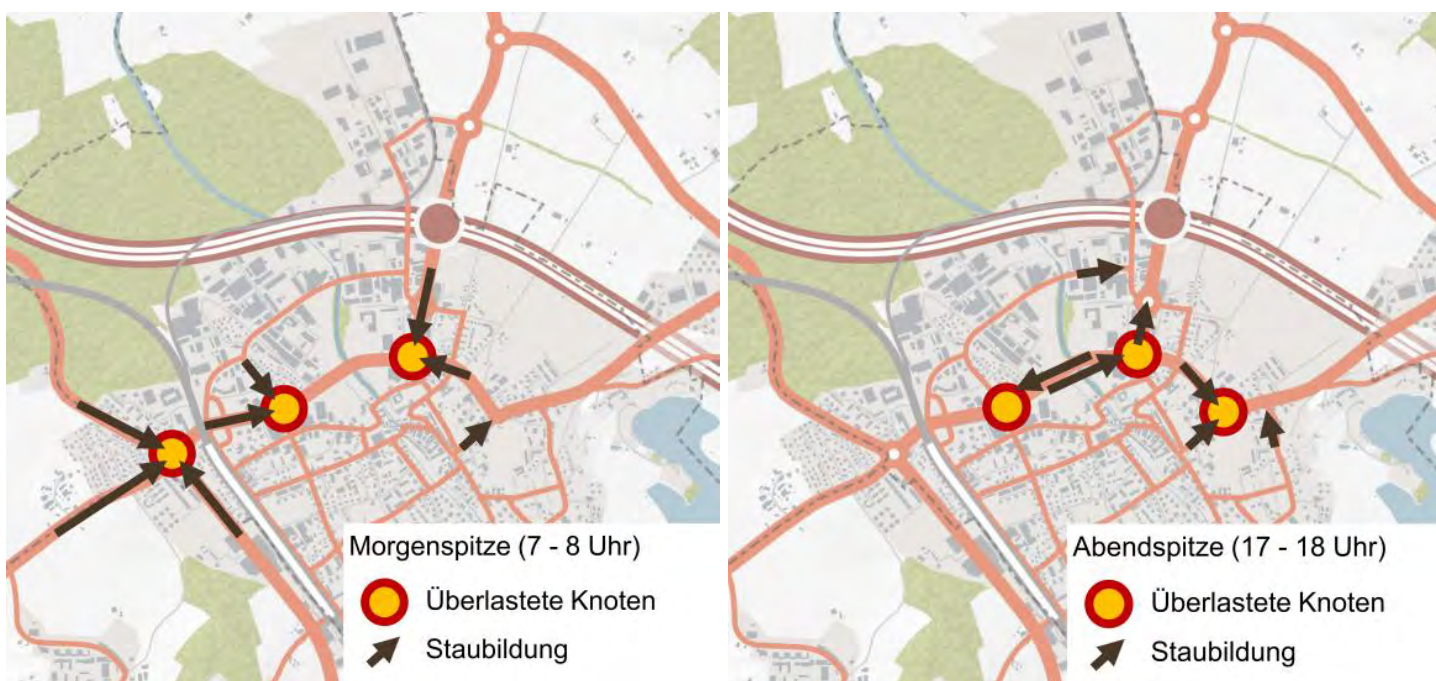 Morgenspitze (7 - 8 Uhr)
Überlastete Knoten
Staubildung
Abendspitze (17 - 18 Uhr)
Überlastete Knoten
Staubildung